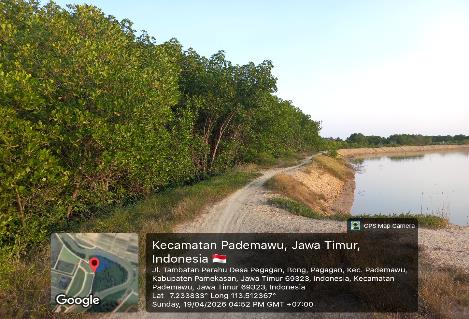 GPS Map Camera
Kecamatan Pademawu, Jawa Timur,
Indonesia 🇮🇩
Jl. Tambatan Perahu Desa Pegagan, Bong, Pagagan, Kec. Pademawu,
Kabupaten Pamekasan, Jawa Timur 69323, Indonesia, Kecamatan
Pademawu, Jawa Timur 69323, Indonesia
Lat -7.233833° Long 113.512367°
Sunday, 19/04/2026 04:52 PM GMT +07:00
Google